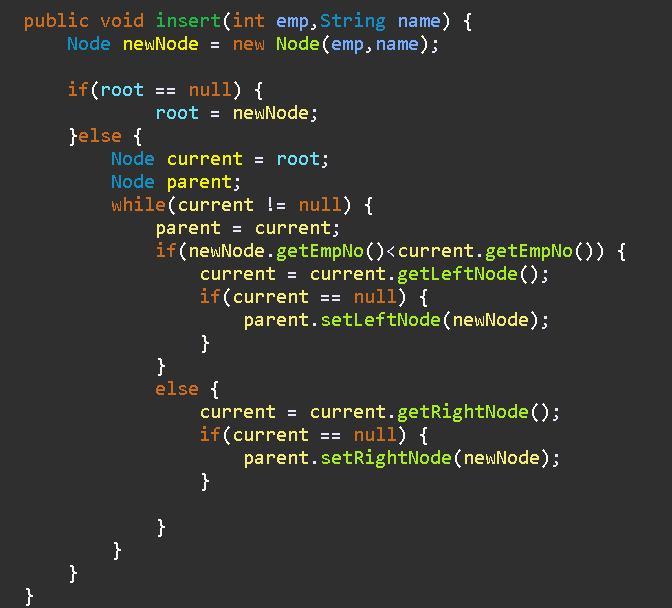 public void insert(int emp,String name) {
    Node newNode = new Node(emp,name);

    if(root == null) {
            root = newNode;
    }else {
        Node current = root;
        Node parent;
        while(current != null) {
            parent = current;
            if(newNode.getEmpNo()<current.getEmpNo()) {
                current = current.getLeftNode();
                if(current == null) {
                    parent.setLeftNode(newNode);
                }
            }
            else {
                current = current.getRightNode();
                if(current == null) {
                    parent.setRightNode(newNode);
                }

            }
        }
    }
}